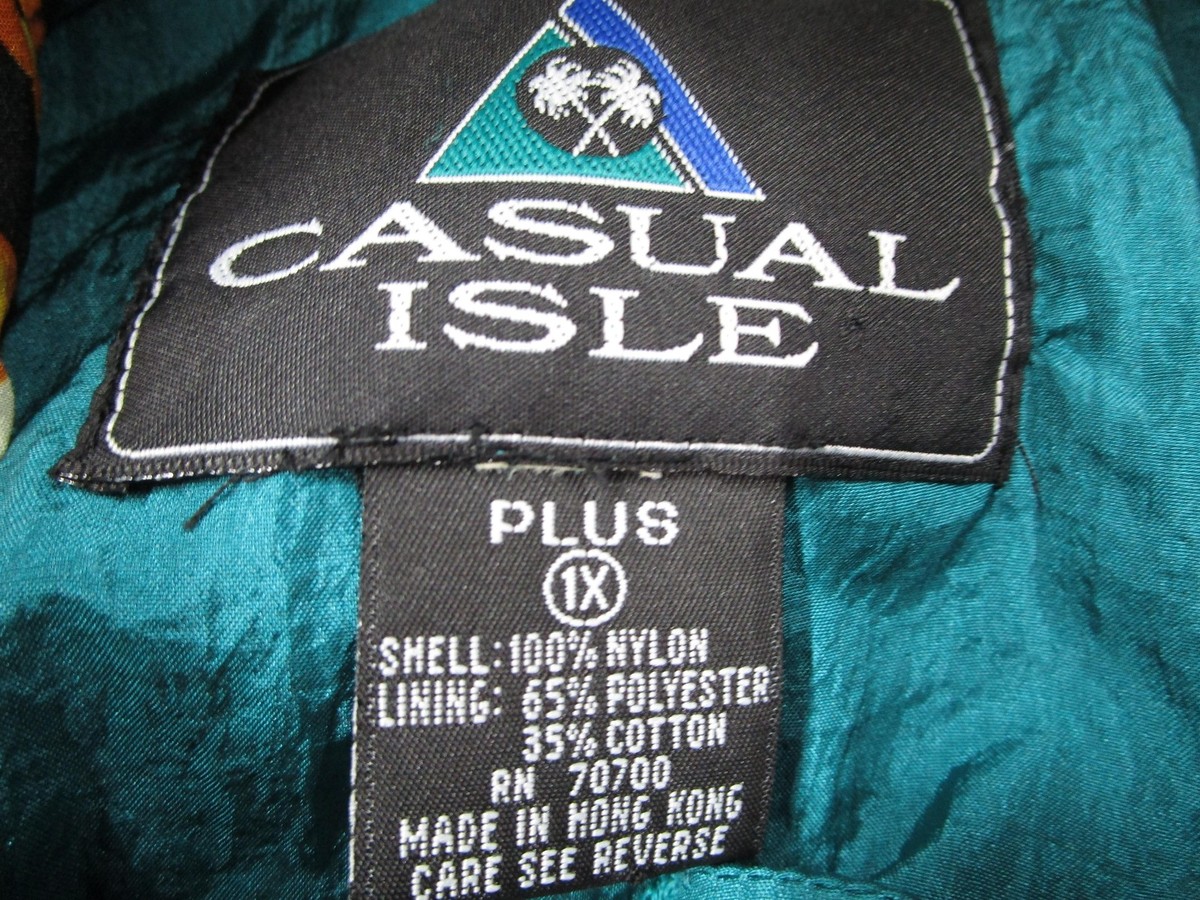 CASUAL
ISLE
PLUS
1X
SHELL: 100% NYLON
LINING: 65% POLYESTER
35% COTTON
RN 70700
MADE IN HONG KONG
CARE SEE REVERSE